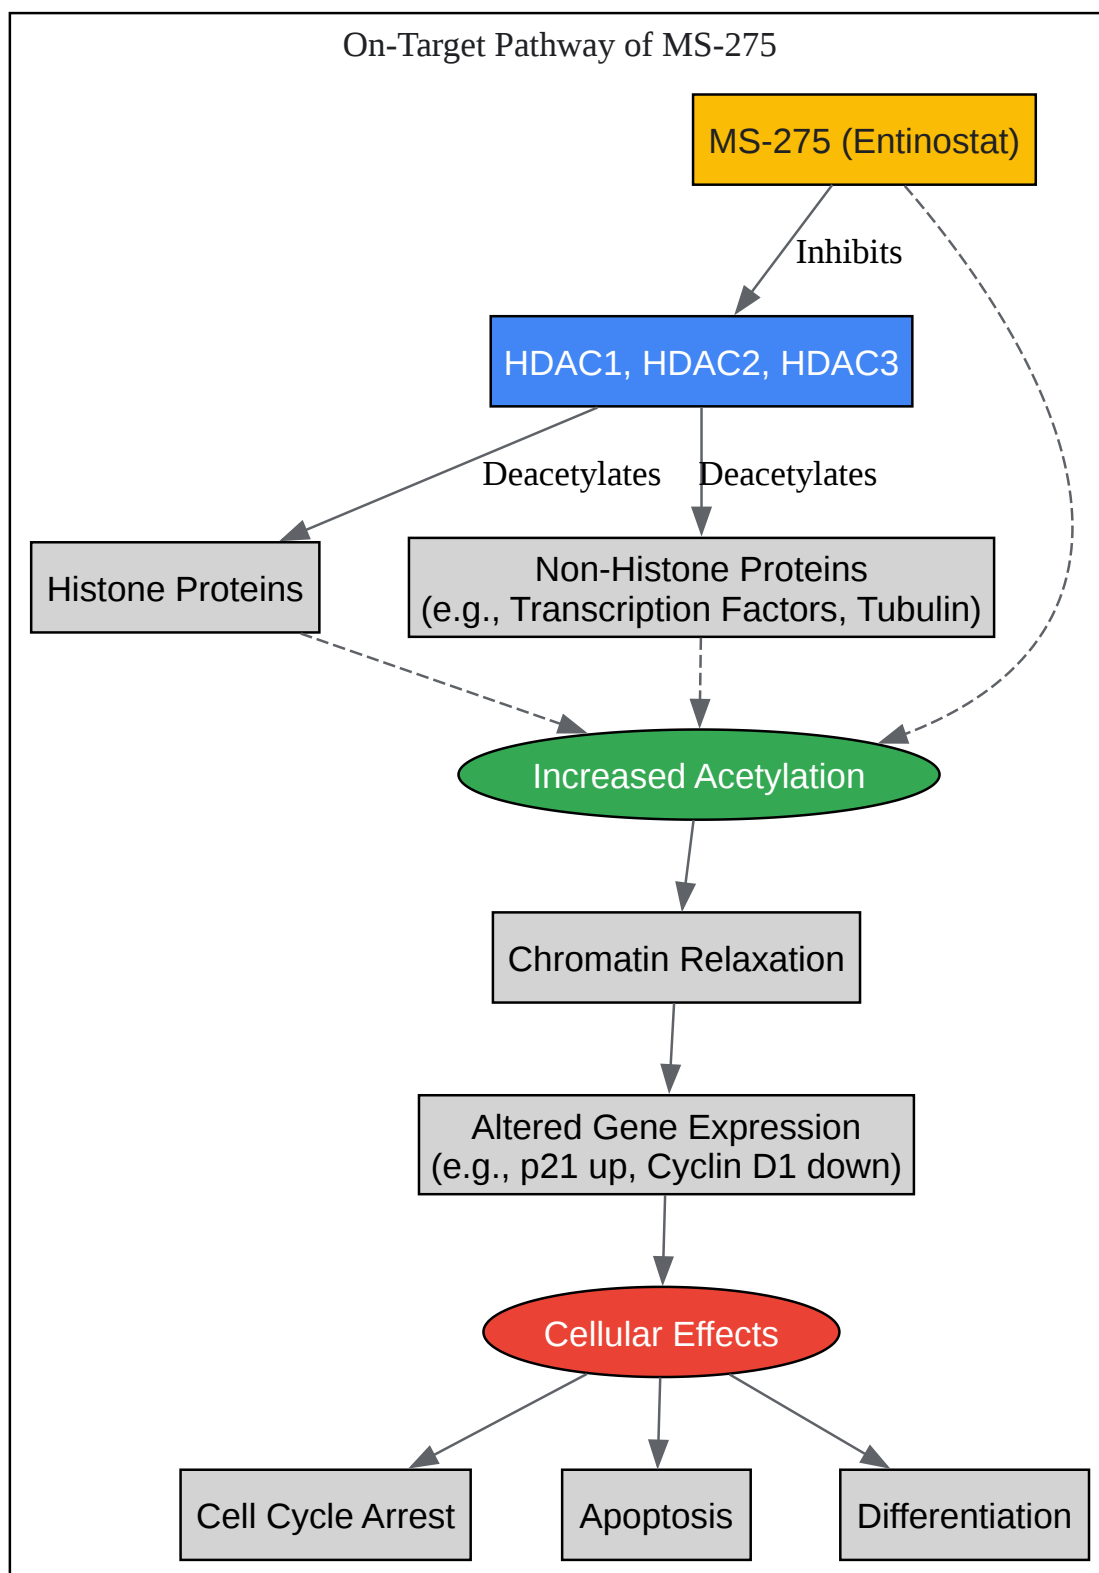 On-Target Pathway of MS-275
MS-275 (Entinostat)
Inhibits
HDAC1, HDAC2, HDAC3
Deacetylates
Deacetylates
Histone Proteins
Non-Histone Proteins
(e.g., Transcription Factors, Tubulin)
Increased Acetylation
Chromatin Relaxation
Altered Gene Expression
(e.g., p21 up, Cyclin D1 down)
Cellular Effects
Cell Cycle Arrest
Apoptosis
Differentiation